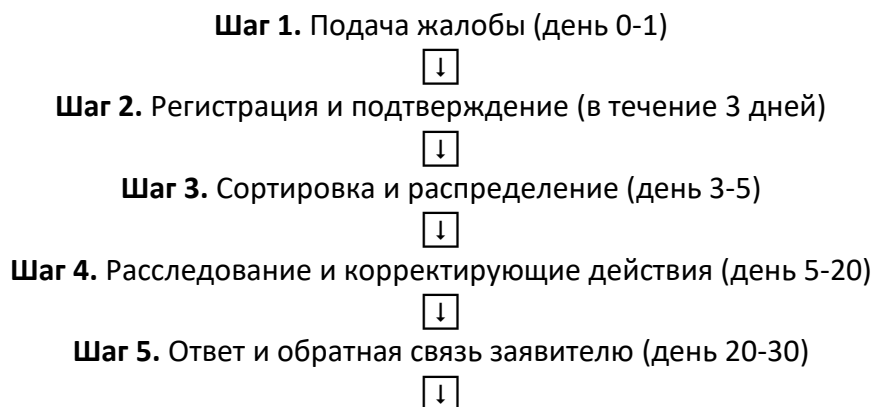 Шаг 1. Подача жалобы (день 0-1)
↓
Шаг 2. Регистрация и подтверждение (в течение 3 дней)
↓
Шаг 3. Сортировка и распределение (день 3-5)
↓
Шаг 4. Расследование и корректирующие действия (день 5-20)
↓
Шаг 5. Ответ и обратная связь заявителю (день 20-30)
↓